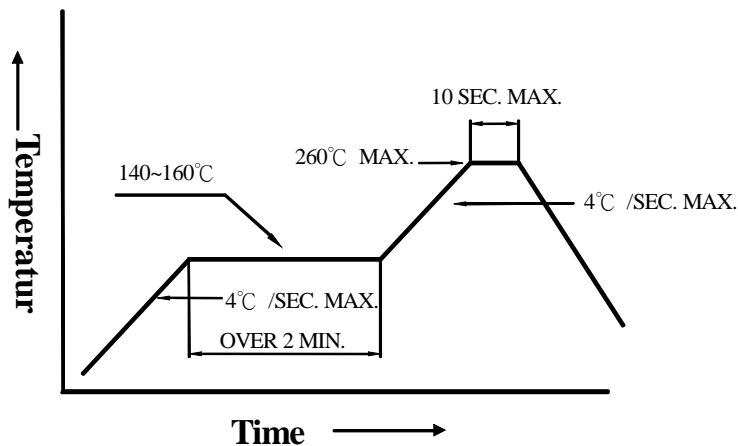 10 SEC. MAX.
260℃ MAX.
140~160℃
4℃ /SEC. MAX.
4℃ /SEC. MAX.
OVER 2 MIN.
Temperatur
Time